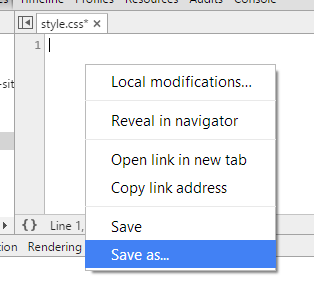 Timeline Profiles Resources Audits Console
style.css* ×
1
-sit
Local modifications...
Reveal in navigator
Open link in new tab
Copy link address
Save
Save as...
{} Line 1,
Rendering